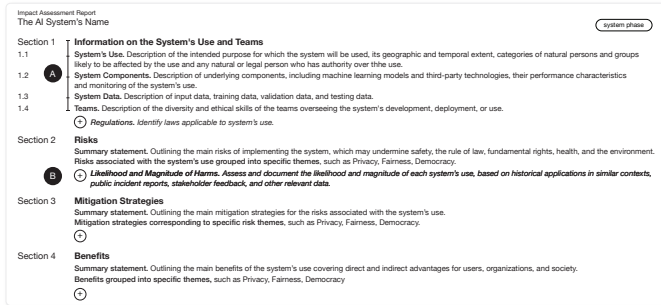 Impact Assessment Report
The AI System's Name
system phase
Section 1 Information on the System's Use and Teams
1.1 System's Use. Description of the intended purpose for which the system will be used, its geographic and temporal extent, categories of natural persons and groups
likely to be affected by the use and any natural or legal person who has authority over thhe use.
A
1.2 System Components. Description of underlying components, including machine learning models and third-party technologies, their performance characteristics
and monitoring of the system's use.
1.3 System Data. Description of input data, training data, validation data, and testing data.
1.4 Teams. Description of the diversity and ethical skills of the teams overseeing the system's development, deployment, or use.
+ Regulations. Identify laws applicable to system's use.
Section 2 Risks
Summary statement. Outlining the main risks of implementing the system, which may undermine safety, the rule of law, fundamental rights, health, and the environment.
Risks associated with the system's use grouped into specific themes, such as Privacy, Fairness, Democracy.
B + Likelihood and Magnitude of Harms. Assess and document the likelihood and magnitude of each system's use, based on historical applications in similar contexts,
public incident reports, stakeholder feedback, and other relevant data.
Section 3 Mitigation Strategies
Summary statement. Outlining the main mitigation strategies for the risks associated with the system's use.
Mitigation strategies corresponding to specific risk themes, such as Privacy, Fairness, Democracy.
+
Section 4 Benefits
Summary statement. Outlining the main benefits of the system's use covering direct and indirect advantages for users, organizations, and society.
Benefits grouped into specific themes, such as Privacy, Fairness, Democracy
+